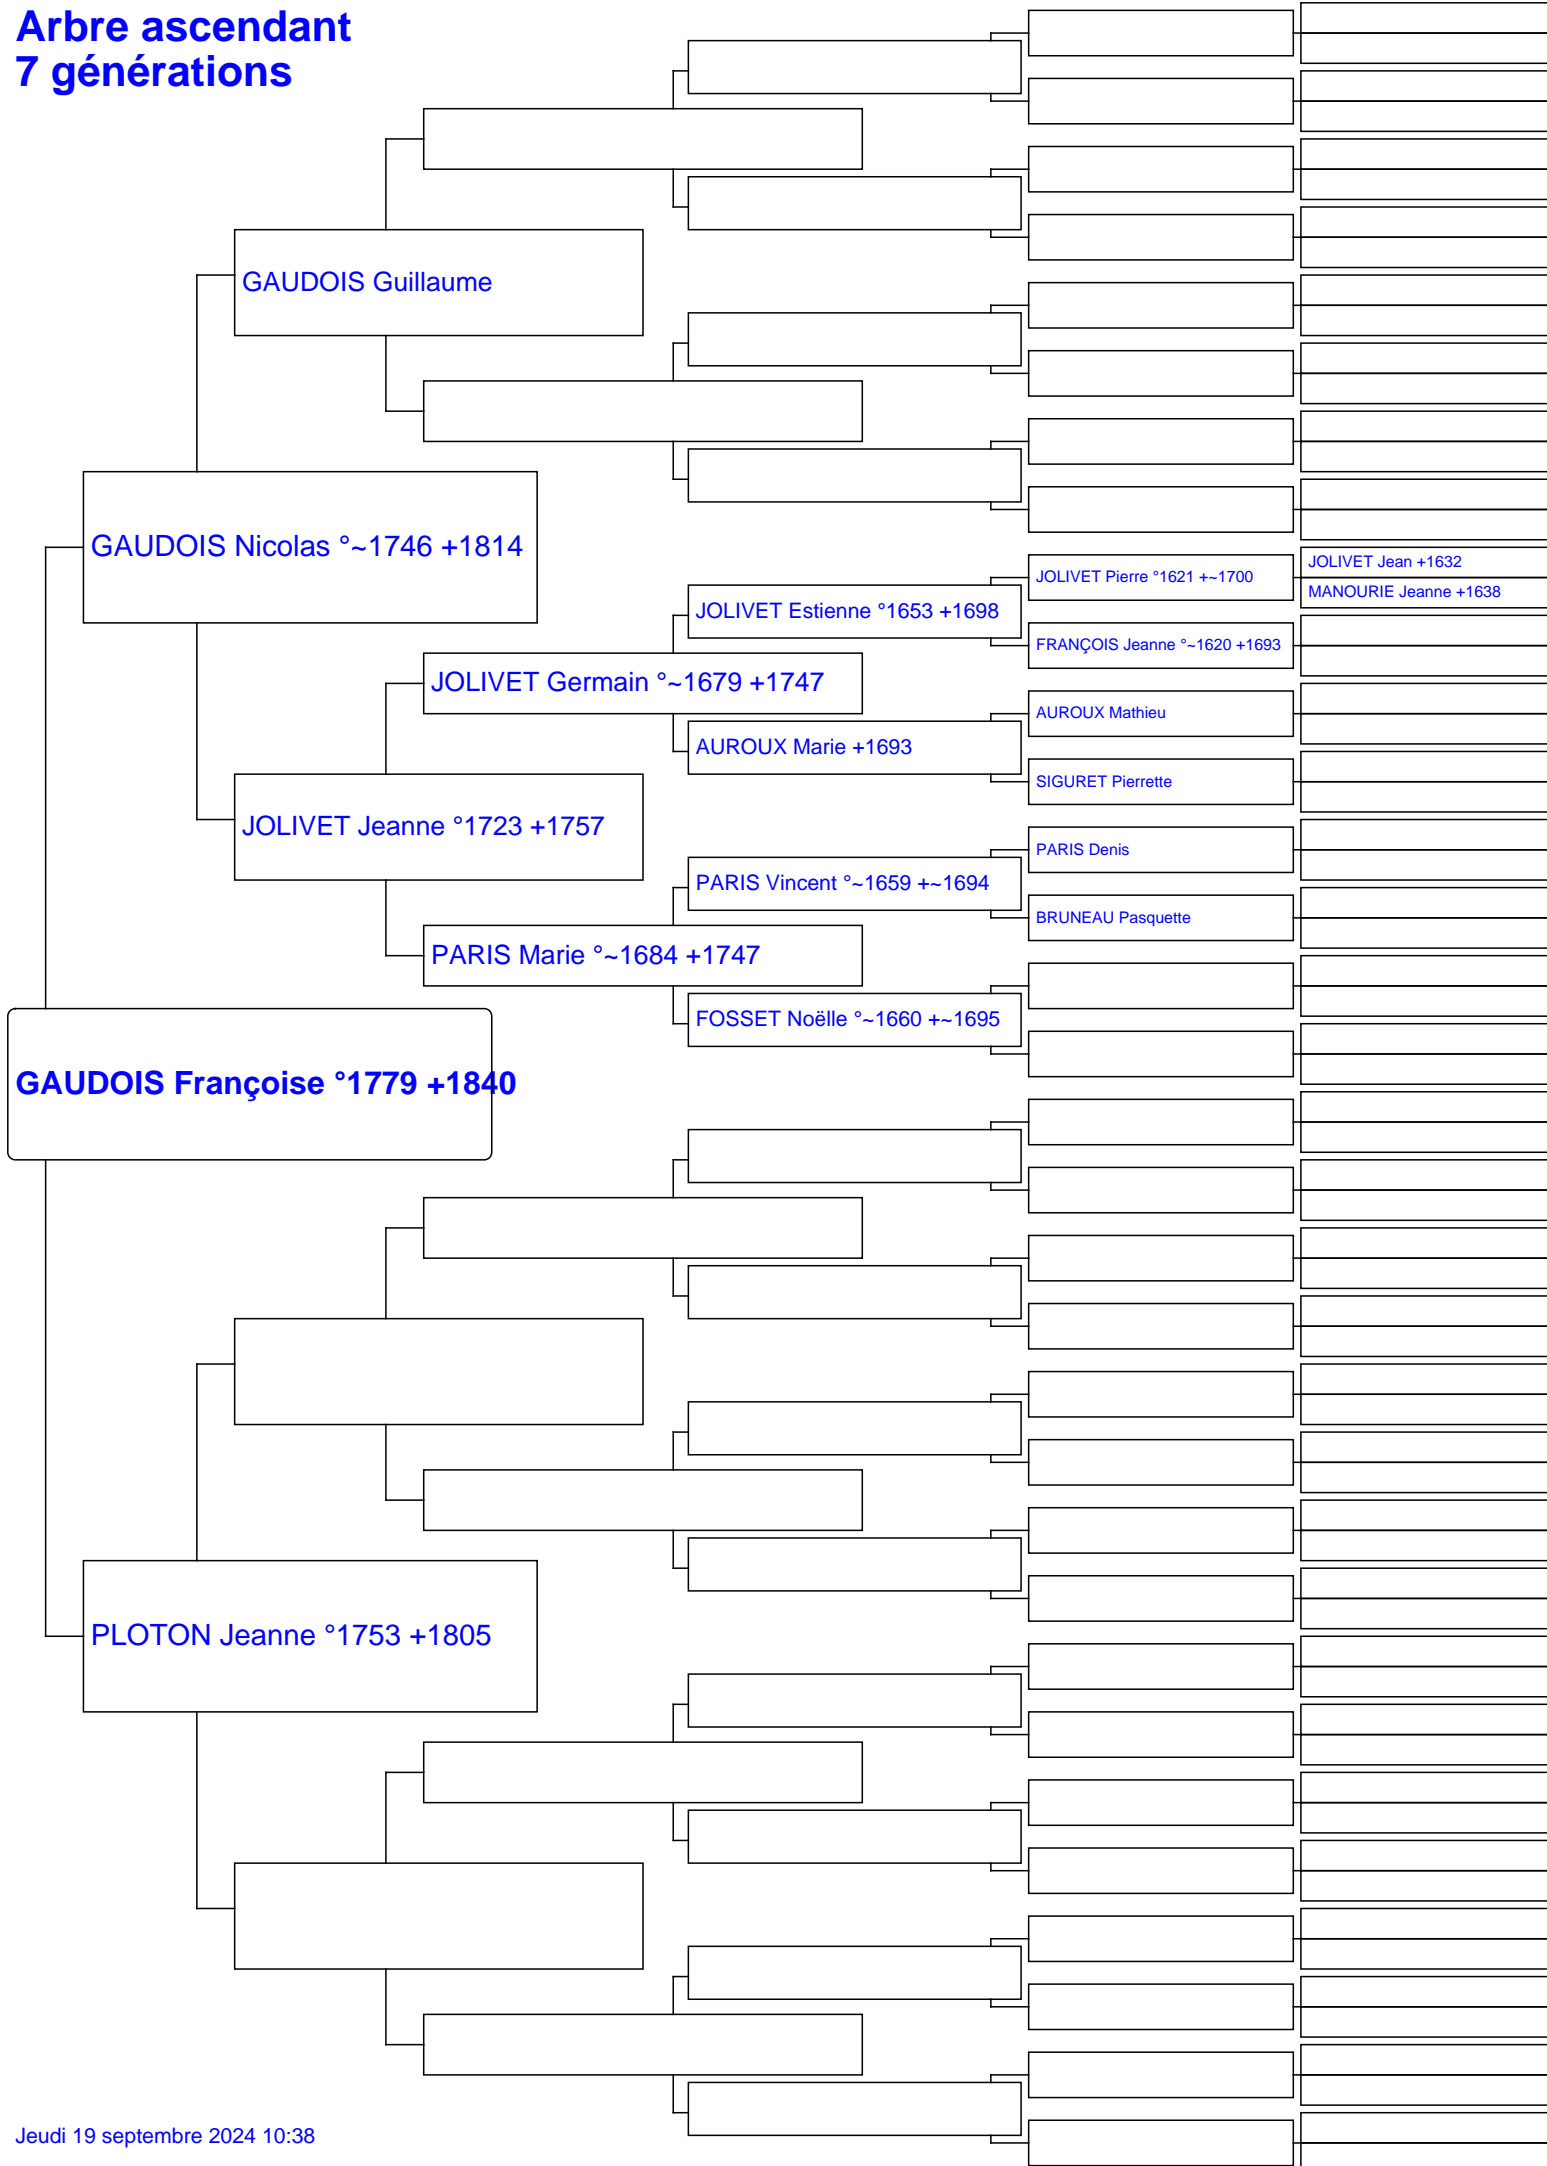 Arbre ascendant
7 générations
GAUDOIS Guillaume
GAUDOIS Nicolas °~1746 +1814
JOLIVET Jean +1632
JOLIVET Pierre °1621 +~1700
MANOURIE Jeanne +1638
JOLIVET Estienne °1653 +1698
FRANÇOIS Jeanne °~1620 +1693
JOLIVET Germain °~1679 +1747
AUROUX Mathieu
AUROUX Marie +1693
SIGURET Pierrette
JOLIVET Jeanne °1723 +1757
PARIS Denis
PARIS Vincent °~1659 +~1694
BRUNEAU Pasquette
PARIS Marie °~1684 +1747
FOSSET Noëlle °~1660 +~1695
GAUDOIS Françoise °1779 +1840
PLOTON Jeanne °1753 +1805
Jeudi 19 septembre 2024 10:38